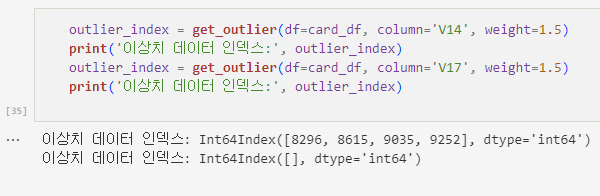 outlier_index = get_outlier(df=card_df, column='V14', weight=1.5)
print('이상치 데이터 인덱스:', outlier_index)
outlier_index = get_outlier(df=card_df, column='V17', weight=1.5)
print('이상치 데이터 인덱스:', outlier_index)
[35]
... 이상치 데이터 인덱스: Int64Index([8296, 8615, 9035, 9252], dtype='int64')
이상치 데이터 인덱스: Int64Index([], dtype='int64')